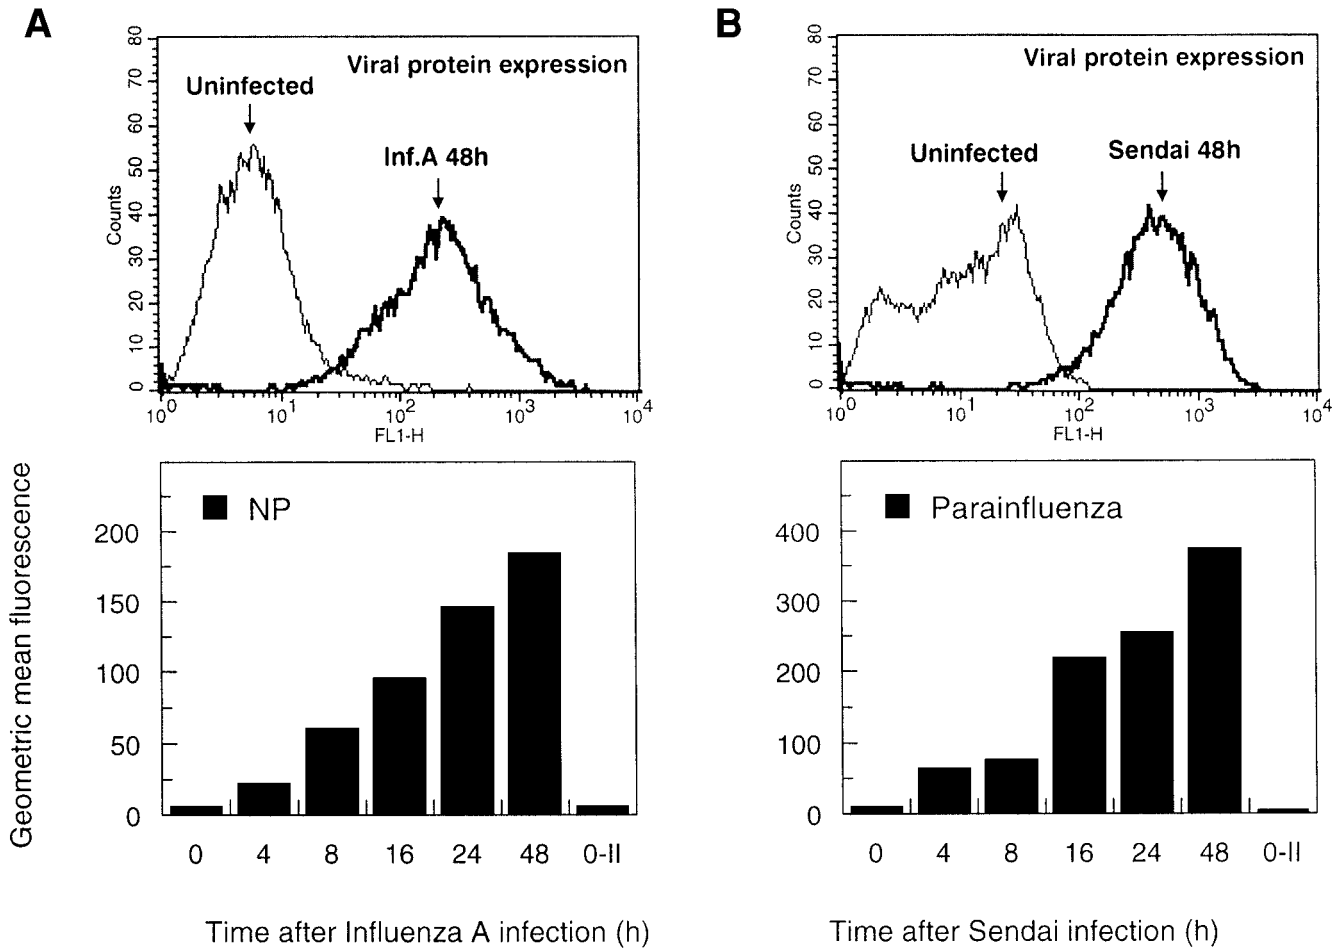 A
Viral protein expression
Uninfected
Inf.A 48h
Counts
80
70
60
50
40
30
20
10
0
10^0 10^1 10^2 10^3 10^4
FL1-H
B
Viral protein expression
Uninfected
Sendai 48h
Counts
80
70
60
50
40
30
20
10
0
10^0 10^1 10^2 10^3 10^4
FL1-H
Geometric mean fluorescence
NP
200
150
100
50
0
0 4 8 16 24 48 0-II
Time after Influenza A infection (h)
Parainfluenza
400
300
200
100
0
0 4 8 16 24 48 0-II
Time after Sendai infection (h)